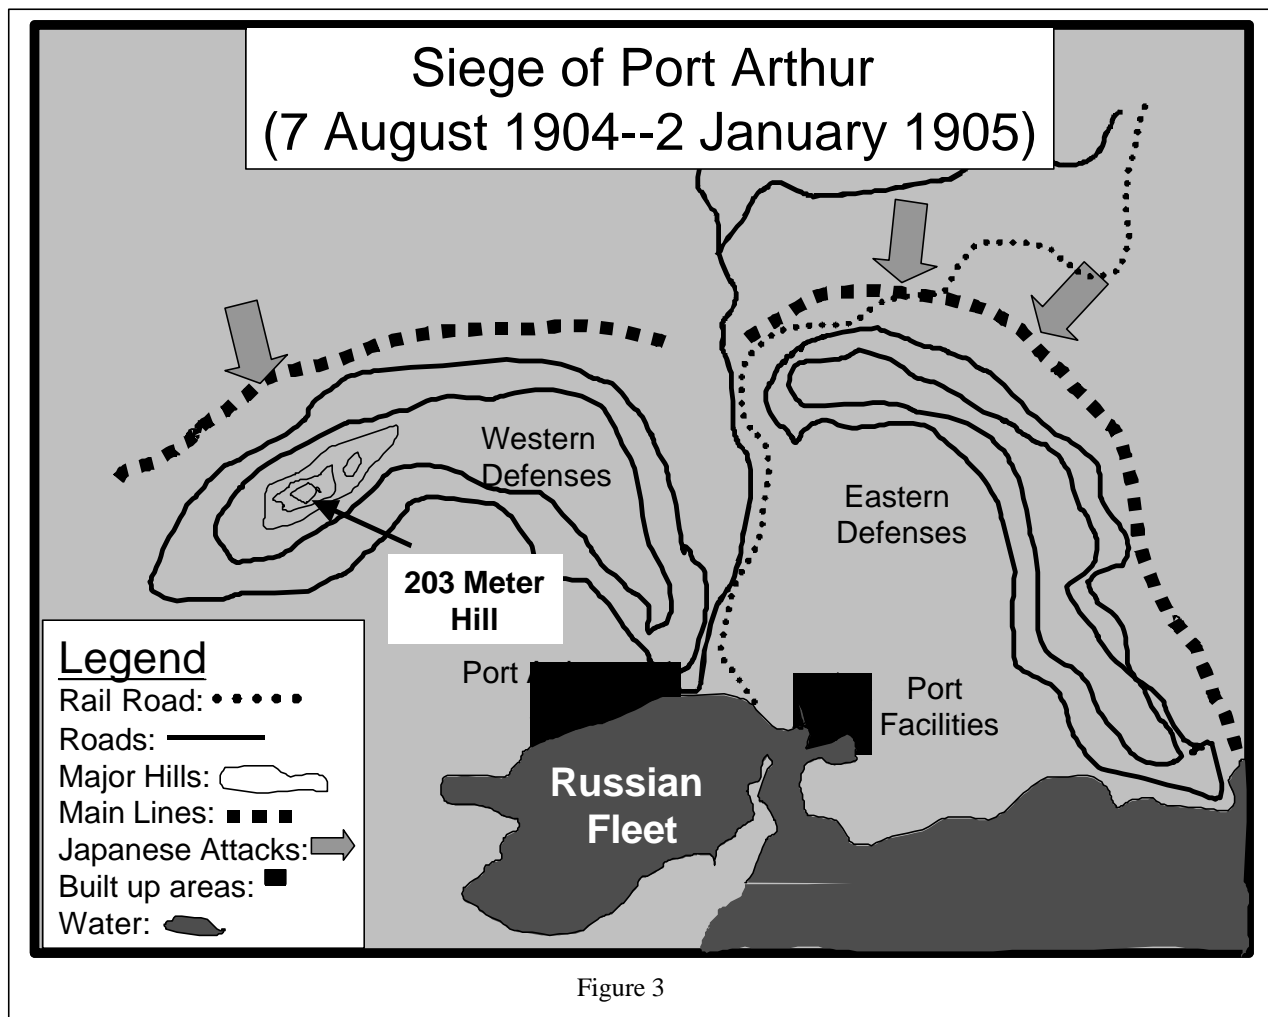 Siege of Port Arthur
(7 August 1904--2 January 1905)
Western
Defenses
Eastern
Defenses
203 Meter
Hill
Port
Port
Facilities
Russian
Fleet
Legend
Rail Road:
Roads:
Major Hills:
Main Lines:
Japanese Attacks:
Built up areas:
Water:
Figure 3